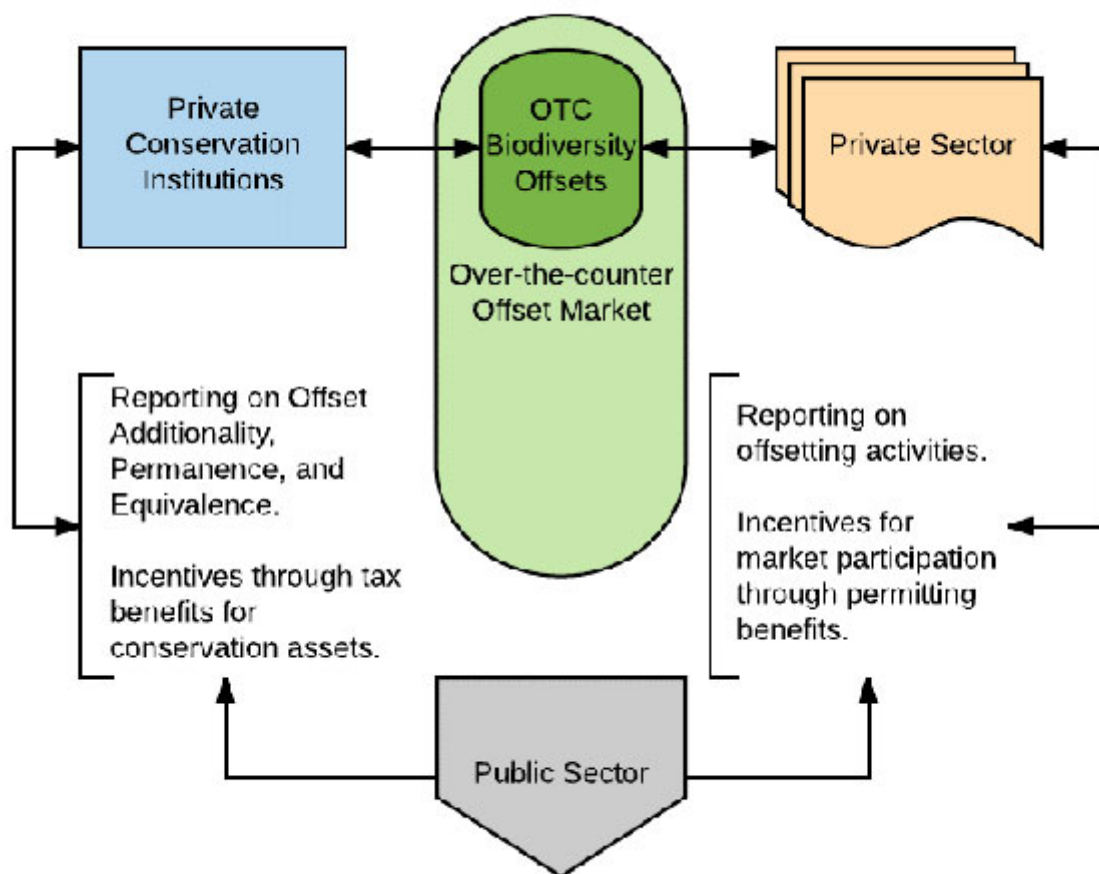 Private
Conservation
Institutions
OTC
Biodiversity
Offsets
Private Sector
Over-the-counter
Offset Market
Reporting on Offset
Additionality,
Permanence, and
Equivalence.
Incentives through tax
benefits for
conservation assets.
Reporting on
offsetting activities.
Incentives for
market participation
through permitting
benefits.
Public Sector